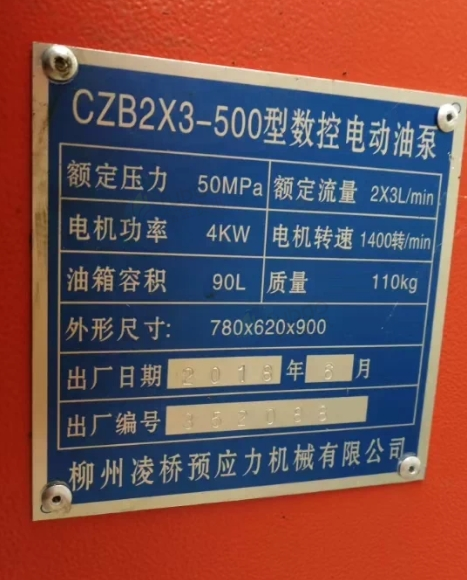 CZB2X3-500型数控电动油泵
额定压力 50MPa 额定流量 2X3L/min
电机功率 4KW 电机转速 1400转/min
油箱容积 90L 质量 110kg
外形尺寸: 780x620x900
出厂日期 2018 年 月
出厂编号
柳州凌桥预应力机械有限公司